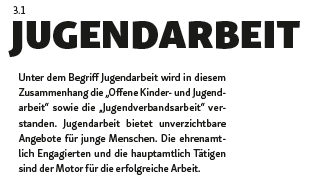 3.1
JUGENDARBEIT
Unter dem Begriff Jugendarbeit wird in diesem
Zusammenhang die „Offene Kinder- und Jugend-
arbeit“ sowie die „Jugendverbandsarbeit“ ver-
standen. Jugendarbeit bietet unverzichtbare
Angebote für junge Menschen. Die ehrenamt-
lich Engagierten und die hauptamtlich Tätigen
sind der Motor für die erfolgreiche Arbeit.